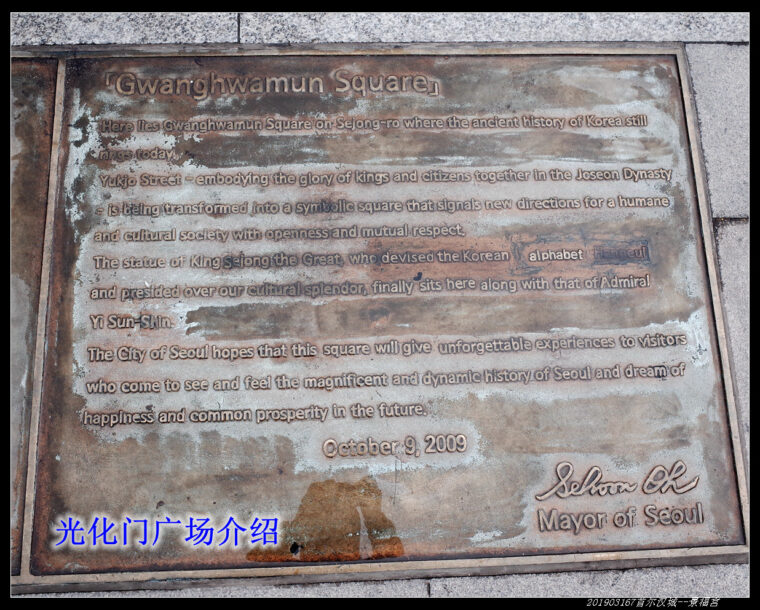 「Gwanghwamun Square」
Here lies Gwanghwamun Square on Sejong-ro where the ancient history of Korea still
rings today.
Yukjo Street - embodying the glory of kings and citizens together in the Joseon Dynasty
- is being transformed into a symbolic square that signals new directions for a humane
and cultural society with openness and mutual respect.
The statue of King Sejong the Great, who devised the Korean alphabet Hangeul
and presided over our cultural splendor, finally sits here along with that of Admiral
Yi Sun-Shin.
The City of Seoul hopes that this square will give unforgettable experiences to visitors
who come to see and feel the magnificent and dynamic history of Seoul and dream of
happiness and common prosperity in the future.
October 9, 2009
Sehoon Oh
Mayor of Seoul
光化门广场介绍
201903167首尔汉城--景福宫